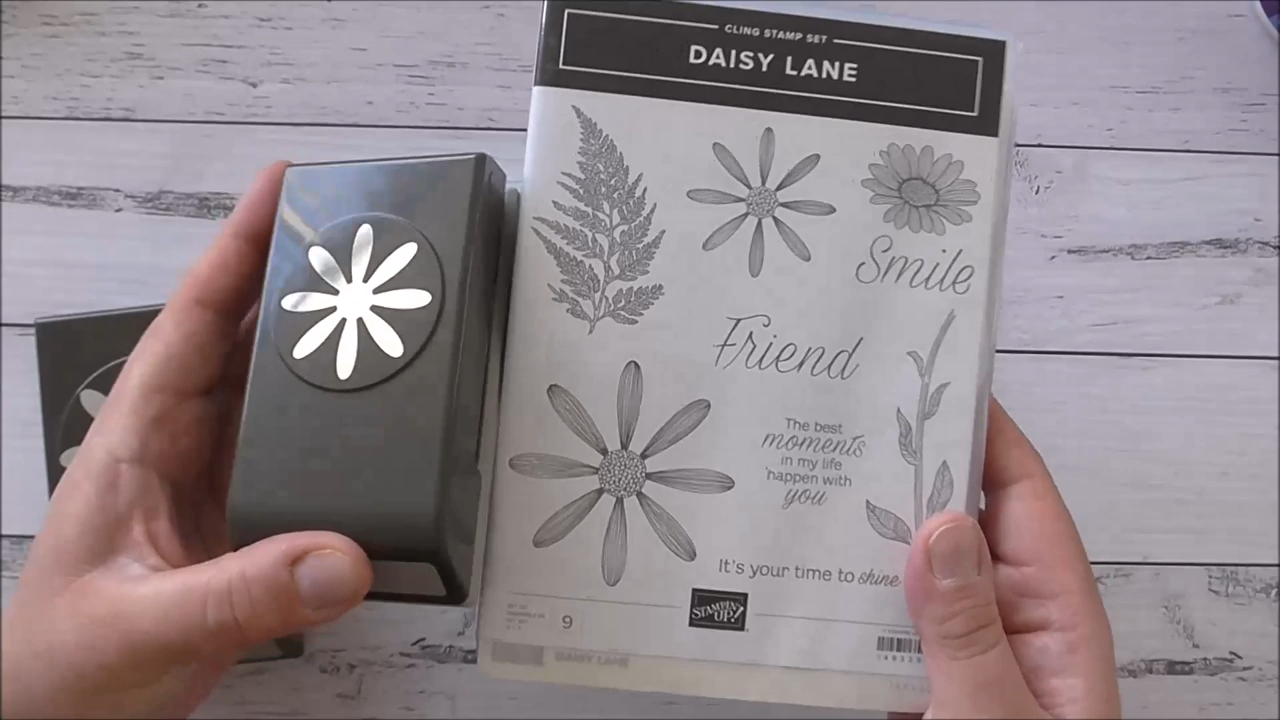 CLING STAMP SET
DAISY LANE
Smile
Friend
The best
moments
in my life
happen with
you
It's your time to shine
STAMPIN' UP!
9
DAISY LANE